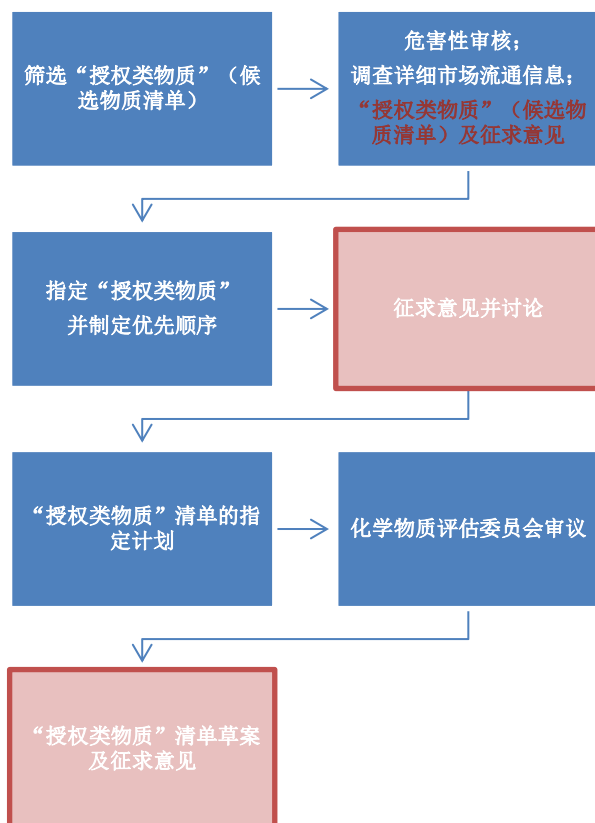 筛选“授权类物质”（候
选物质清单）
危害性审核；
调查详细市场流通信息；
“授权类物质”（候选物
质清单）及征求意见
指定“授权类物质”
并制定优先顺序
征求意见并讨论
“授权类物质”清单的指
定计划
化学物质评估委员会审议
“授权类物质”清单草案
及征求意见